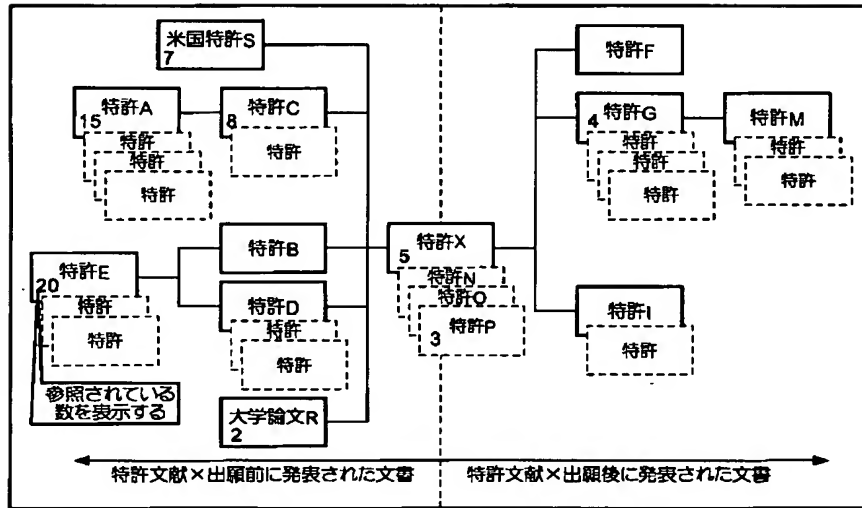 米国特許S
7
特許F
特許A
15
特許
特許
特許
特許C
8
特許
特許G
4
特許
特許
特許
特許M
特許
特許
特許B
特許X
5
特許N
特許O
特許P
3
特許E
20
特許
特許
特許D
特許
特許
特許I
特許
参照されている
数を表示する
大学論文R
2
特許文献×出願前に発表された文書
特許文献×出願後に発表された文書